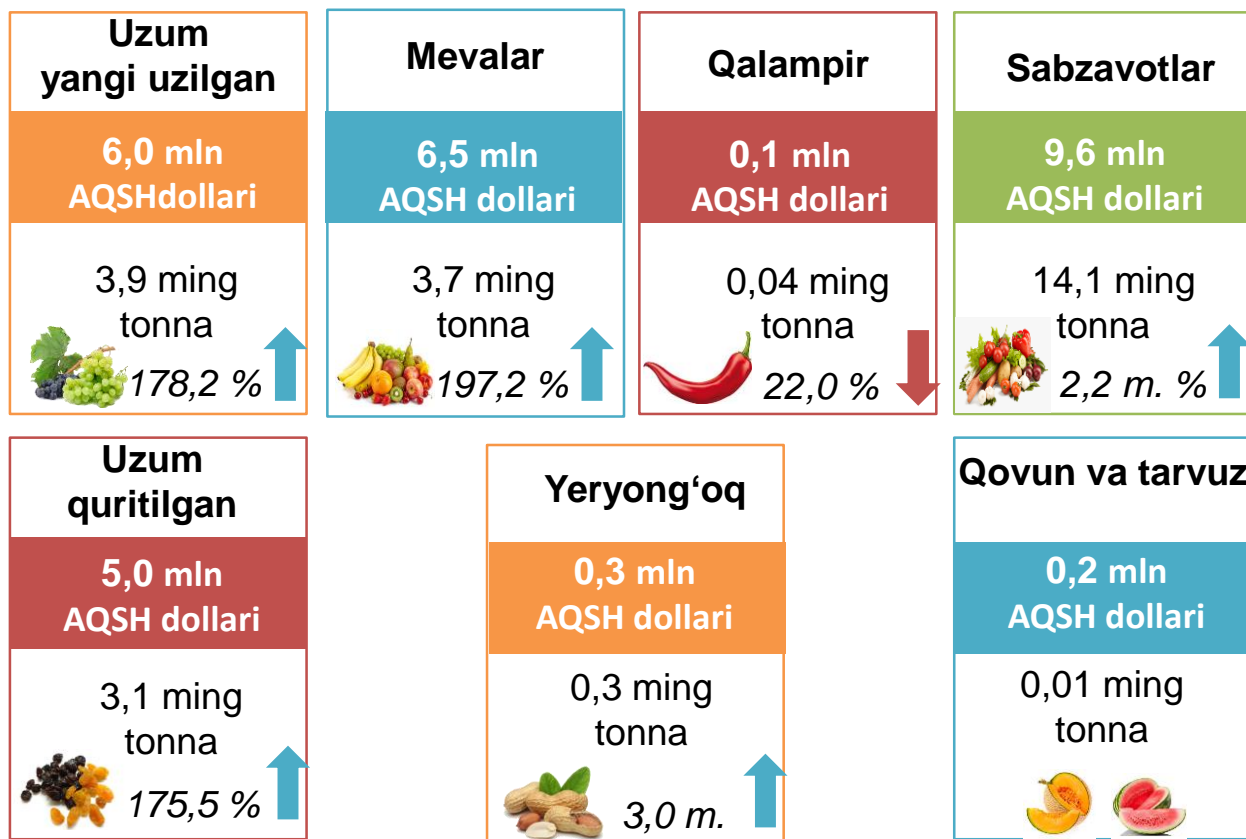 Uzum
yangi uzilgan
6,0 mln
AQSHdollari
3,9 ming
tonna
178,2 %
Mevalar
6,5 mln
AQSH dollari
3,7 ming
tonna
197,2 %
Qalampir
0,1 mln
AQSH dollari
0,04 ming
tonna
22,0 %
Sabzavotlar
9,6 mln
AQSH dollari
14,1 ming
tonna
2,2 m. %
Uzum
quritilgan
5,0 mln
AQSH dollari
3,1 ming
tonna
175,5 %
Yeryong‘oq
0,3 mln
AQSH dollari
0,3 ming
tonna
3,0 m.
Qovun va tarvuz
0,2 mln
AQSH dollari
0,01 ming
tonna